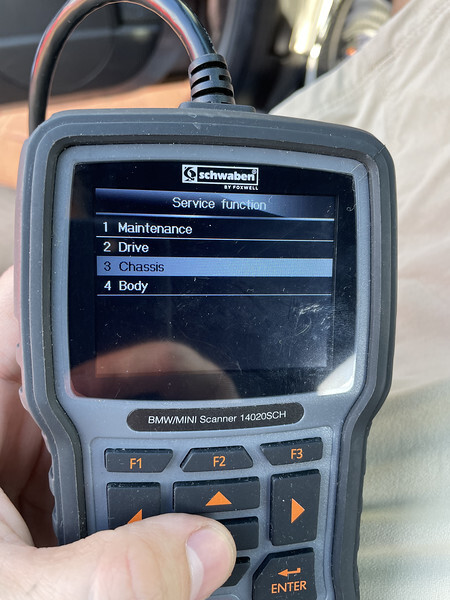 schwaben
BY FOXWELL
Service function
1 Maintenance
2 Drive
3 Chassis
4 Body
BMW/MINI Scanner 14020SCH
F1 F2 F3
ENTER